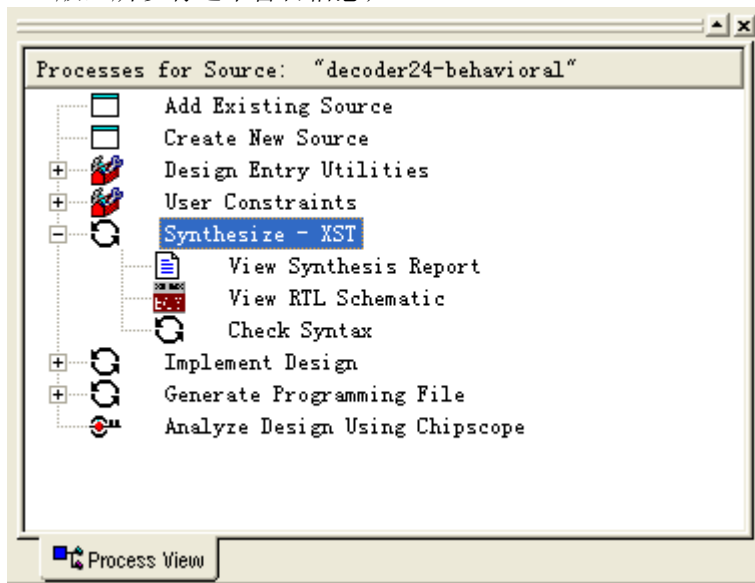 Processes for Source: "decoder24-behavioral"
Add Existing Source
Create New Source
Design Entry Utilities
User Constraints
Synthesize - XST
View Synthesis Report
View RTL Schematic
Check Syntax
Implement Design
Generate Programming File
Analyze Design Using Chipscope
Process View